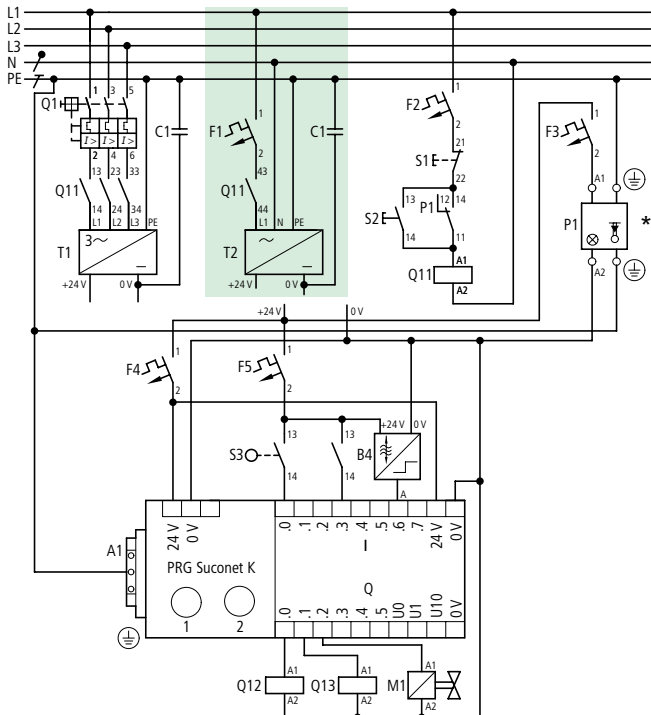 L1
L2
L3
N
PE
Q1
1 3 5
I> I> I>
2 4 6
13 23 33
Q11
14 24 34
L1 L2 L3 PE
C1
T1 3~
+24 V 0 V
F1
1
2
43
Q11
44
L1 N PE
C1
T2 ~
+24 V 0 V
F2
1
2
21
S1 E
22
S2 E
13
14
P1
12 14
11
Q11
A1
A2
F3
1
2
A1
P1
*
A2
+24 V 0 V
F4
1
2
F5
1
2
+24 V 0 V
S3
13
14
13
14
B4
A
24 V
0 V
.0
.1
.2
.3
.4
.5
.6
.7
24 V
0 V
I
A1
PRG Suconet K
1 2
Q
.0
.1
.2
.3
.4
.5
U0
U1
U10
0 V
Q12
A1
A2
Q13
A1
A2
M1
A1
A2